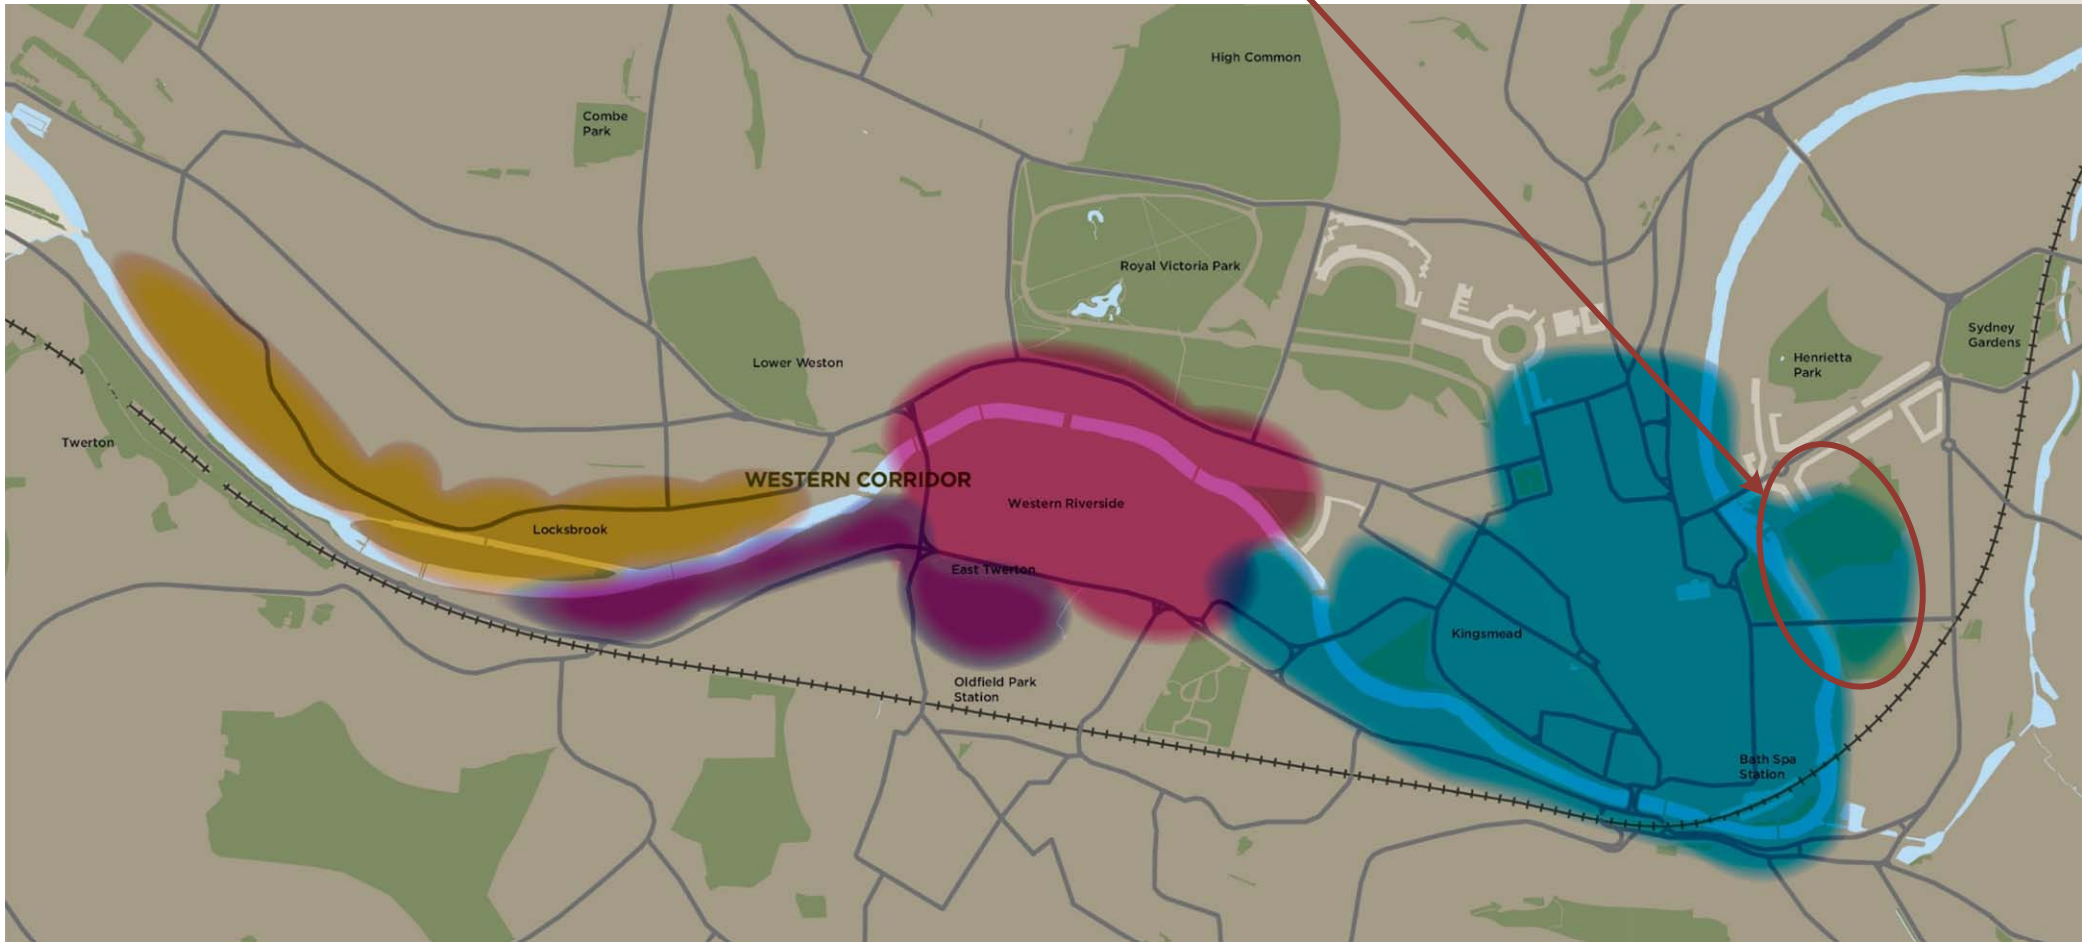 High Common
Combe
Park
Royal Victoria Park
Sydney
Gardens
Henrietta
Park
Lower Weston
Twerton
WESTERN CORRIDOR
Western Riverside
Locksbrook
East Twerton
Kingsmead
Oldfield Park
Station
Bath Spa
Station